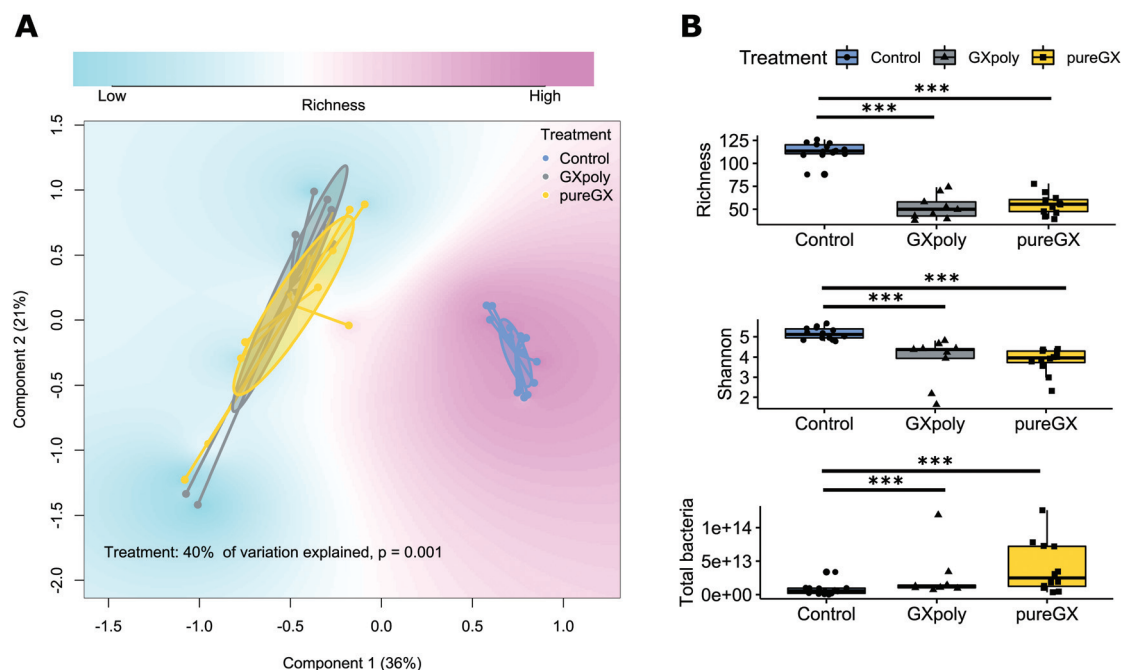 A
Low
High
Richness
1.5
1.0
0.5
0.0
-0.5
-1.0
-1.5
-2.0
Component 2 (21%)
Treatment
Control
GXpoly
pureGX
Treatment: 40% of variation explained, p = 0.001
-1.5 -1.0 -0.5 0.0 0.5 1.0
Component 1 (36%)
B
Treatment Control GXpoly pureGX
***
***
Richness
125
100
75
50
Control GXpoly pureGX
***
***
Shannon
5
4
3
2
Control GXpoly pureGX
***
***
Total bacteria
1e+14
5e+13
0e+00
Control GXpoly pureGX